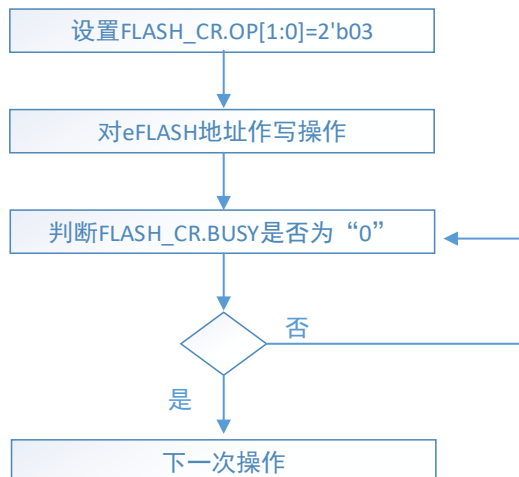 设置FLASH_CR.OP[1:0]=2'b03
对eFLASH地址作写操作
判断FLASH_CR.BUSY是否为“0”
否
是
下一次操作